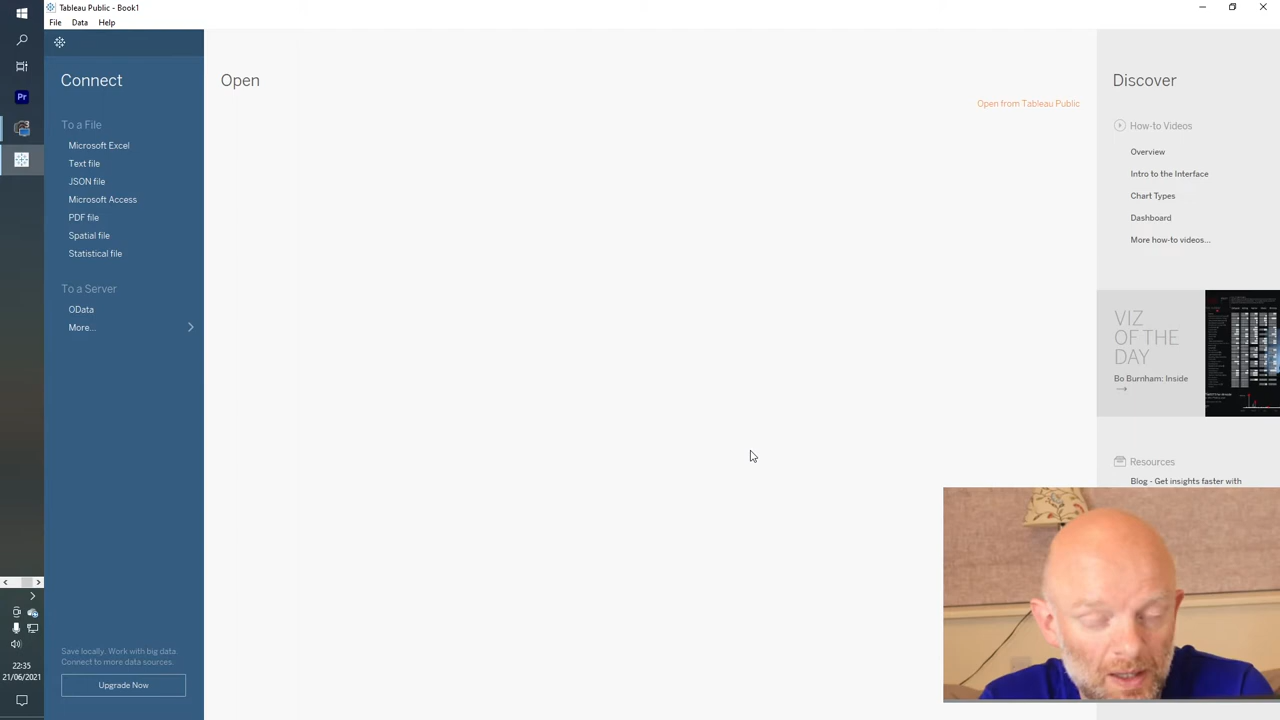 Tableau Public - Book1
File Data Help
Connect
To a File
Microsoft Excel
Text file
JSON file
Microsoft Access
PDF file
Spatial file
Statistical file
To a Server
OData
More...
Save locally. Work with big data.
Connect to more data sources.
Upgrade Now
Open
Open from Tableau Public
Discover
How-to Videos
Overview
Intro to the Interface
Chart Types
Dashboard
More how-to videos...
VIZ
OF THE
DAY
Bo Burnham: Inside
Resources
Blog - Get insights faster with
Pr
22:35
21/06/2021